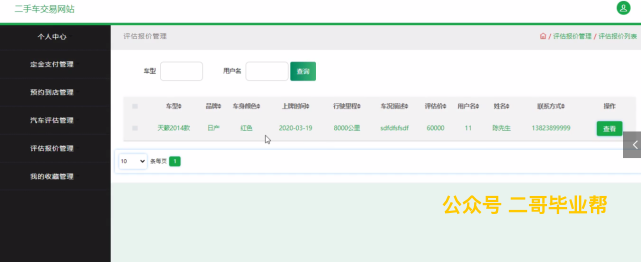 二手车交易网站
个人中心
定金支付管理
预约到店管理
汽车评估管理
评估报价管理
我的收藏管理
评估报价管理
/ 评估报价管理 / 评估报价列表
车型 用户名 查询
车型 品牌 车身颜色 上牌时间 行驶里程 车况描述 评估价 用户名 姓名 联系方式 操作
天籁2014款 日产 红色 2020-03-19 8000公里 sdfdfsfsdf 60000 11 陈先生 13823899999 查看
10 条每页 1
公众号 二哥毕业帮